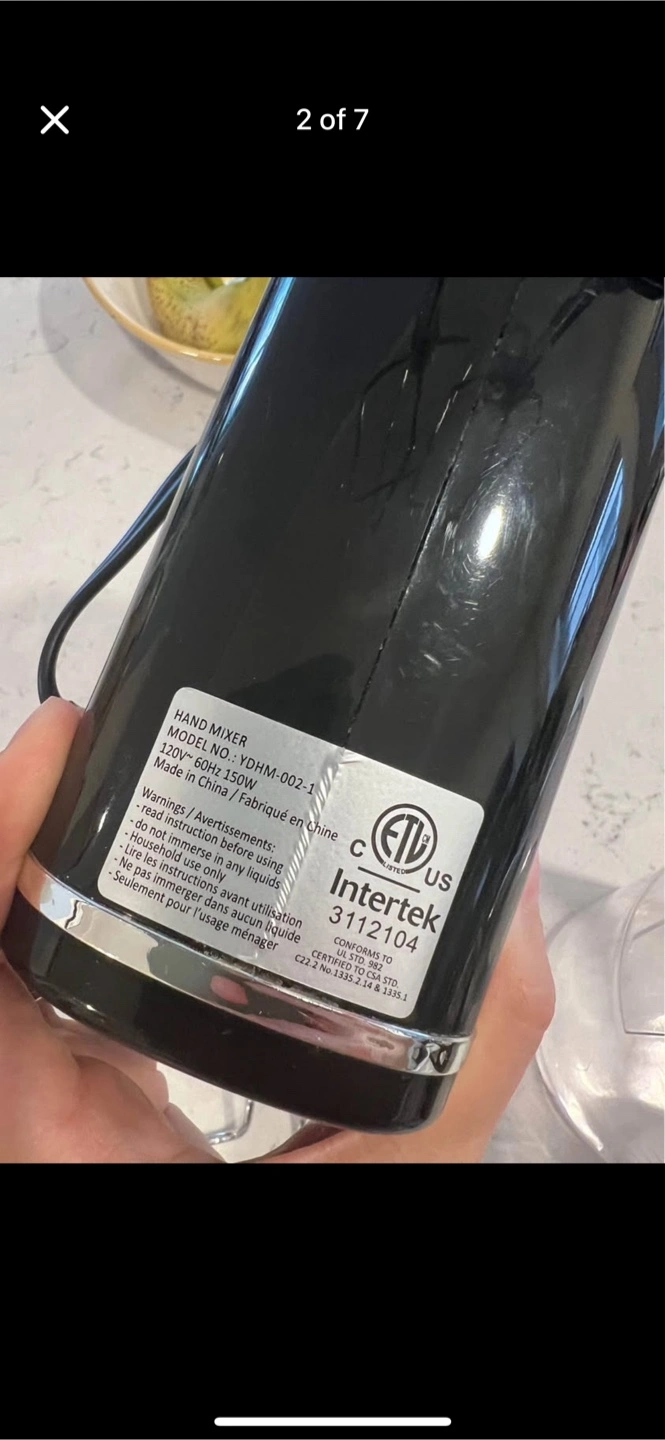 2 of 7
HAND MIXER
MODEL NO.: YDHM-002-1
120V~ 60Hz 150W
Made in China / Fabriqué en Chine
Warnings / Avertissements:
- read instruction before using
- do not immerse in any liquids
- Household use only
- Lire les instructions avant utilisation
- Ne pas immerger dans aucun liquide
- Seulement pour l'usage ménager
ETL CM
LISTED
C US
Intertek
3112104
CONFORMS TO
UL STD. 982
CERTIFIED TO CSA STD.
C22.2 No.1335.2.14 & 1335.1